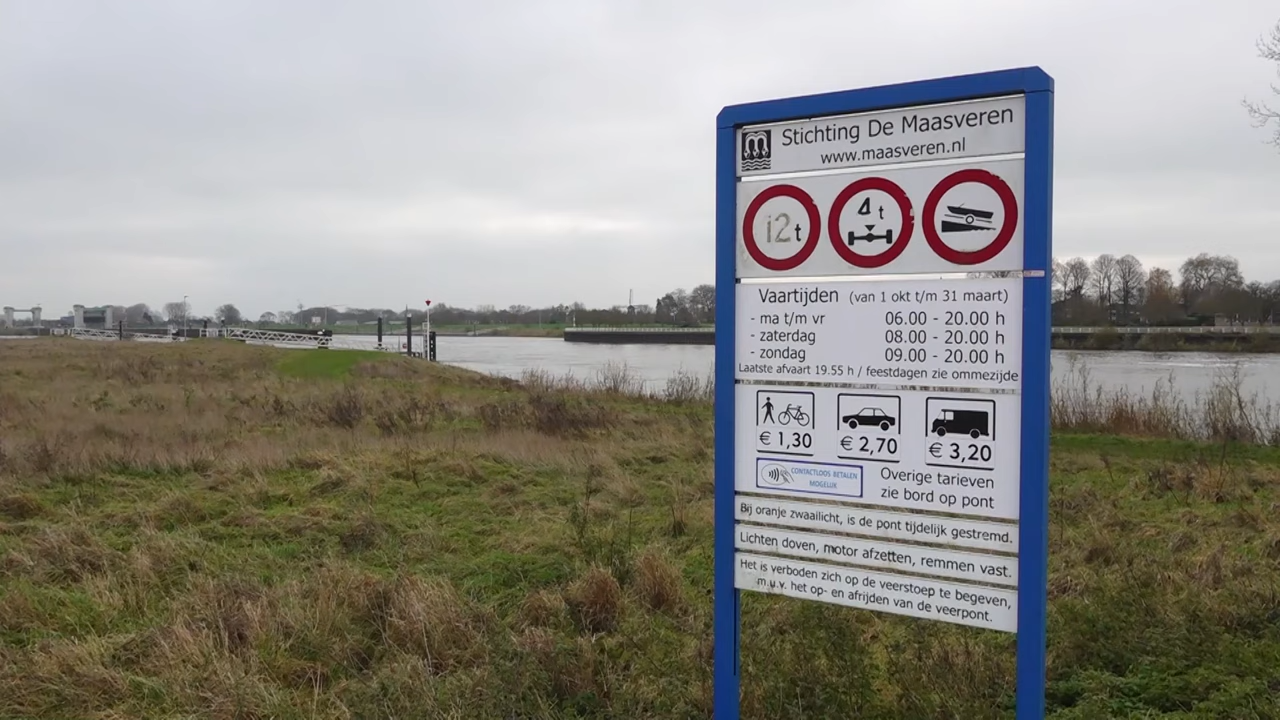 Stichting De Maasveren
www.maasveren.nl
12t
4t
Vaartijden (van 1 okt t/m 31 maart)
- ma t/m vr 06.00 - 20.00 h
- zaterdag 08.00 - 20.00 h
- zondag 09.00 - 20.00 h
Laatste afvaart 19.55 h / feestdagen zie ommezijde
€ 1,30 € 2,70 € 3,20
CONTACTLOOS BETALEN
MOGELIJK
Overige tarieven
zie bord op pont
Bij oranje zwaailicht, is de pont tijdelijk gestremd.
Lichten doven, motor afzetten, remmen vast.
Het is verboden zich op de veerstoep te begeven,
m.u.v. het op- en afrijden van de veerpont.